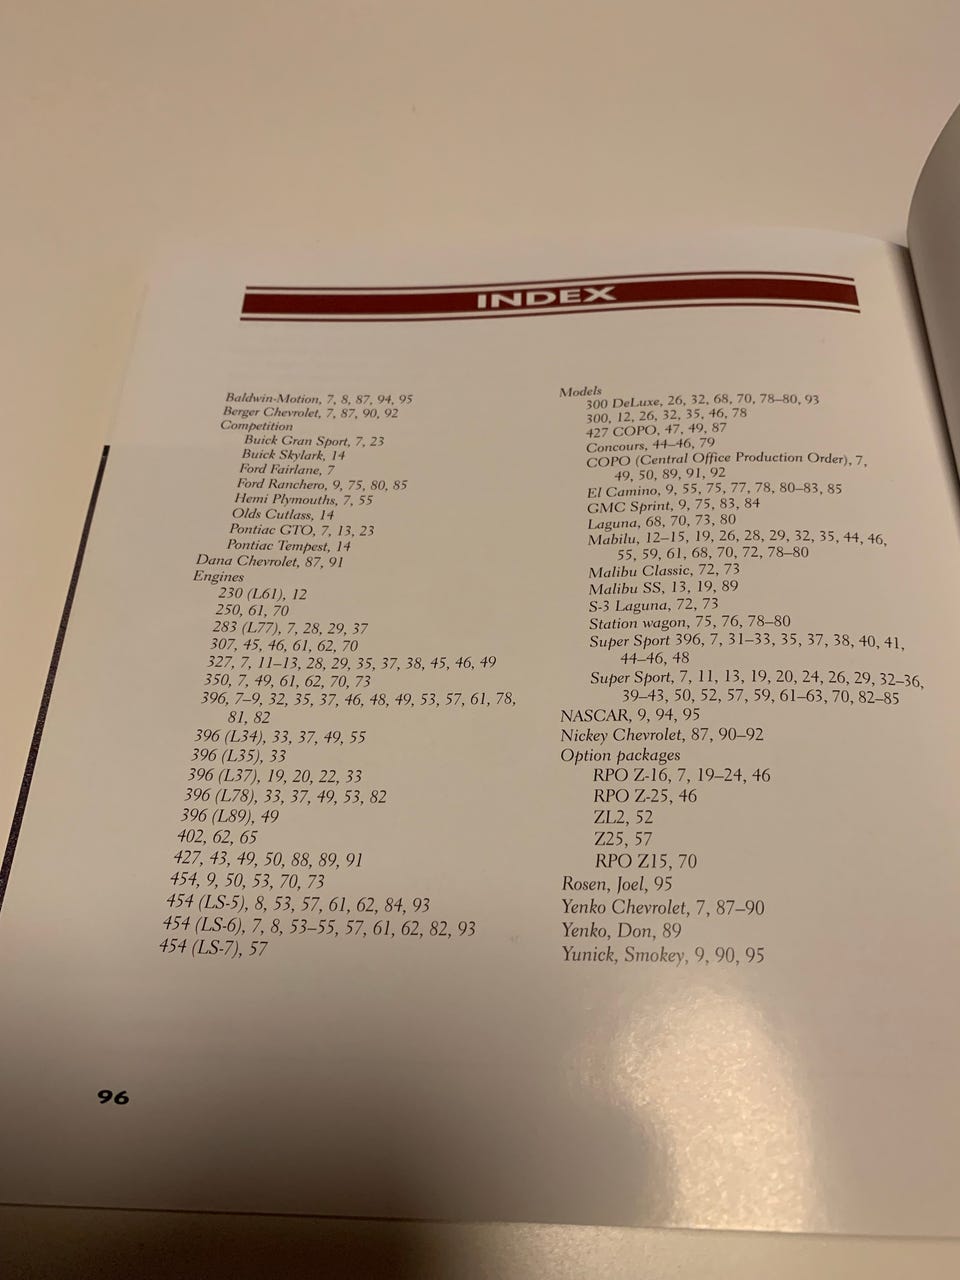 INDEX
Baldwin-Motion, 7, 8, 87, 94, 95
Berger Chevrolet, 7, 87, 90, 92
Competition
Buick Gran Sport, 7, 23
Buick Skylark, 14
Ford Fairlane, 7
Ford Ranchero, 9, 75, 80, 85
Hemi Plymouths, 7, 55
Olds Cutlass, 14
Pontiac GTO, 7, 13, 23
Pontiac Tempest, 14
Dana Chevrolet, 87, 91
Engines
230 (L61), 12
250, 61, 70
283 (L77), 7, 28, 29, 37
307, 45, 46, 61, 62, 70
327, 7, 11–13, 28, 29, 35, 37, 38, 45, 46, 49
350, 7, 49, 61, 62, 70, 73
396, 7–9, 32, 35, 37, 46, 48, 49, 53, 57, 61, 78,
81, 82
396 (L34), 33, 37, 49, 55
396 (L35), 33
396 (L37), 19, 20, 22, 33
396 (L78), 33, 37, 49, 53, 82
396 (L89), 49
402, 62, 65
427, 43, 49, 50, 88, 89, 91
454, 9, 50, 53, 70, 73
454 (LS-5), 8, 53, 57, 61, 62, 84, 93
454 (LS-6), 7, 8, 53–55, 57, 61, 62, 82, 93
454 (LS-7), 57
Models
300 DeLuxe, 26, 32, 68, 70, 78–80, 93
300, 12, 26, 32, 35, 46, 78
427 COPO, 47, 49, 87
Concours, 44–46, 79
COPO (Central Office Production Order), 7,
49, 50, 89, 91, 92
El Camino, 9, 55, 75, 77, 78, 80–83, 85
GMC Sprint, 9, 75, 83, 84
Laguna, 68, 70, 73, 80
Mabilu, 12–15, 19, 26, 28, 29, 32, 35, 44, 46,
55, 59, 61, 68, 70, 72, 78–80
Malibu Classic, 72, 73
Malibu SS, 13, 19, 89
S-3 Laguna, 72, 73
Station wagon, 75, 76, 78–80
Super Sport 396, 7, 31–33, 35, 37, 38, 40, 41,
44–46, 48
Super Sport, 7, 11, 13, 19, 20, 24, 26, 29, 32–36,
39–43, 50, 52, 57, 59, 61–63, 70, 82–85
NASCAR, 9, 94, 95
Nickey Chevrolet, 87, 90–92
Option packages
RPO Z-16, 7, 19–24, 46
RPO Z-25, 46
ZL2, 52
Z25, 57
RPO Z15, 70
Rosen, Joel, 95
Yenko Chevrolet, 7, 87–90
Yenko, Don, 89
Yunick, Smokey, 9, 90, 95
96